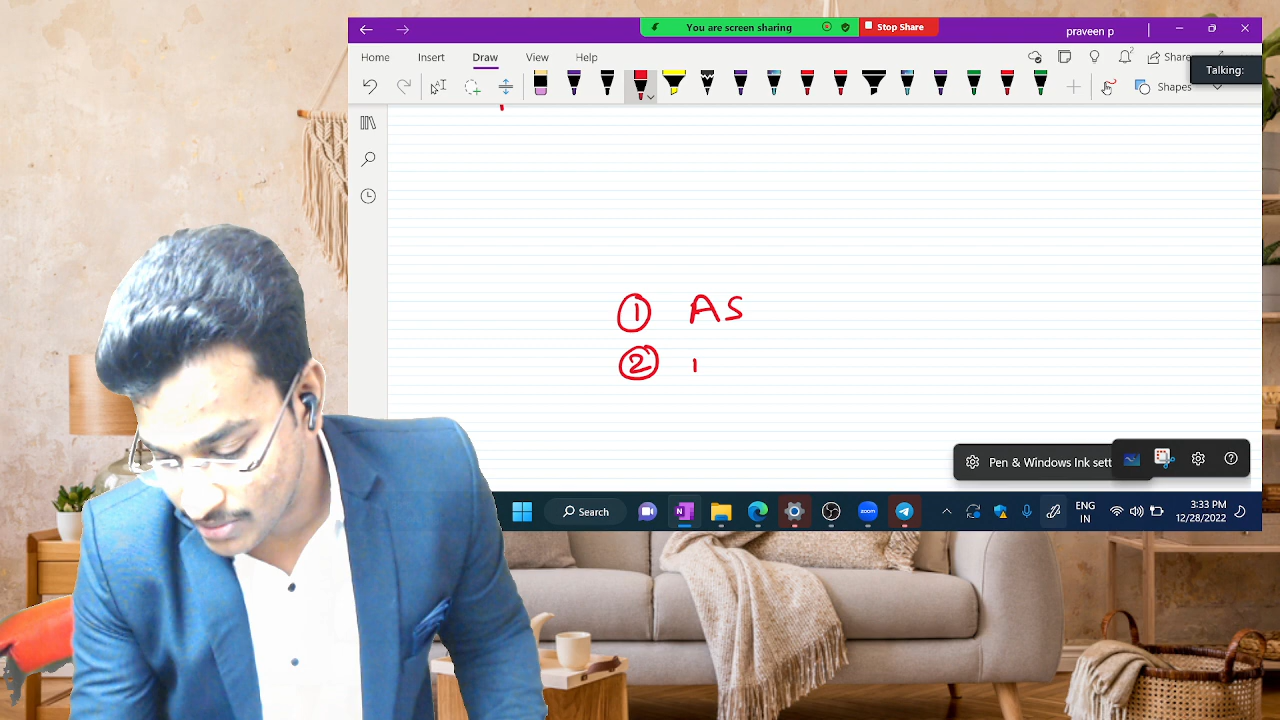 You are screen sharing
Stop Share
praveen p
Home Insert Draw View Help
Share
Talking:
Shapes
① AS
②
Pen & Windows Ink sett
Search
zoom
ENG
IN
3:33 PM
12/28/2022